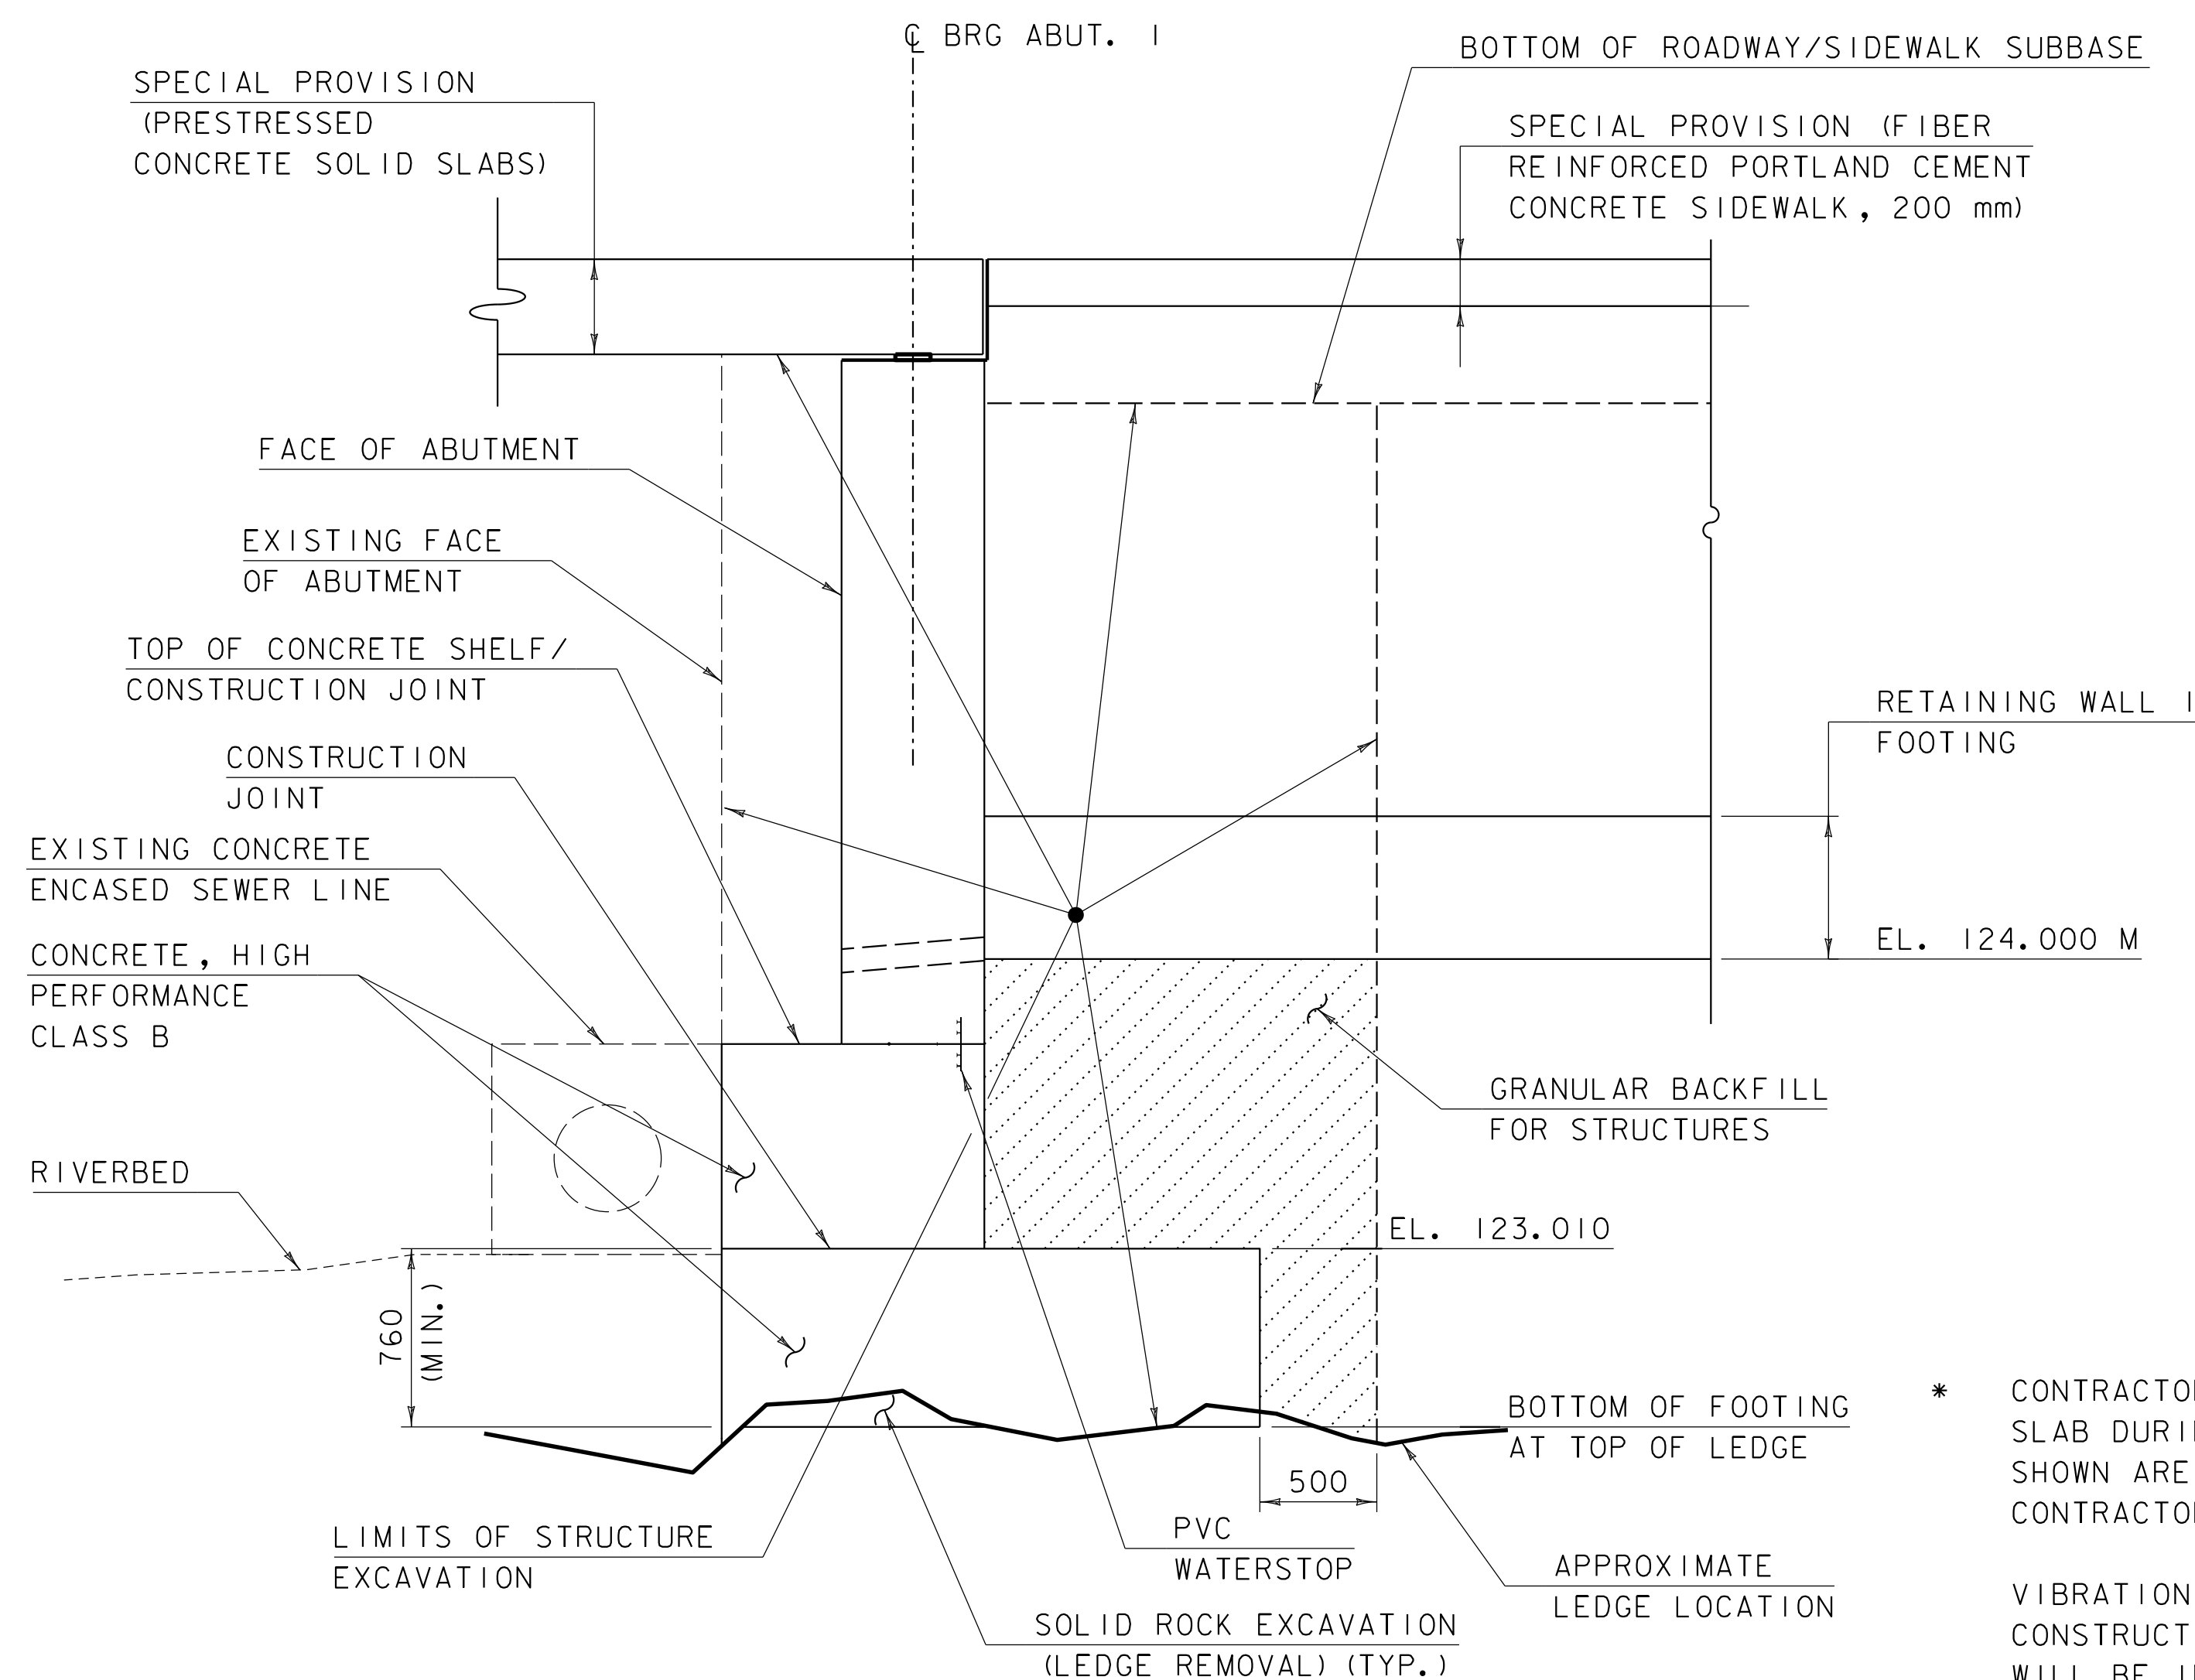 ℄ BRG ABUT. 1
BOTTOM OF ROADWAY/SIDEWALK SUBBASE
SPECIAL PROVISION
(PRESTRESSED
CONCRETE SOLID SLABS)
SPECIAL PROVISION (FIBER
REINFORCED PORTLAND CEMENT
CONCRETE SIDEWALK, 200 mm)
FACE OF ABUTMENT
EXISTING FACE
OF ABUTMENT
TOP OF CONCRETE SHELF/
CONSTRUCTION JOINT
RETAINING WALL 1
FOOTING
CONSTRUCTION
JOINT
EXISTING CONCRETE
ENCASED SEWER LINE
EL. 124.000 M
CONCRETE, HIGH
PERFORMANCE
CLASS B
GRANULAR BACKFILL
FOR STRUCTURES
RIVERBED
EL. 123.010
760
(MIN.)
BOTTOM OF FOOTING
AT TOP OF LEDGE
500
LIMITS OF STRUCTURE
EXCAVATION
PVC
WATERSTOP
APPROXIMATE
LEDGE LOCATION
SOLID ROCK EXCAVATION
(LEDGE REMOVAL) (TYP.)
*
SHOWN ARE
VIBRATION